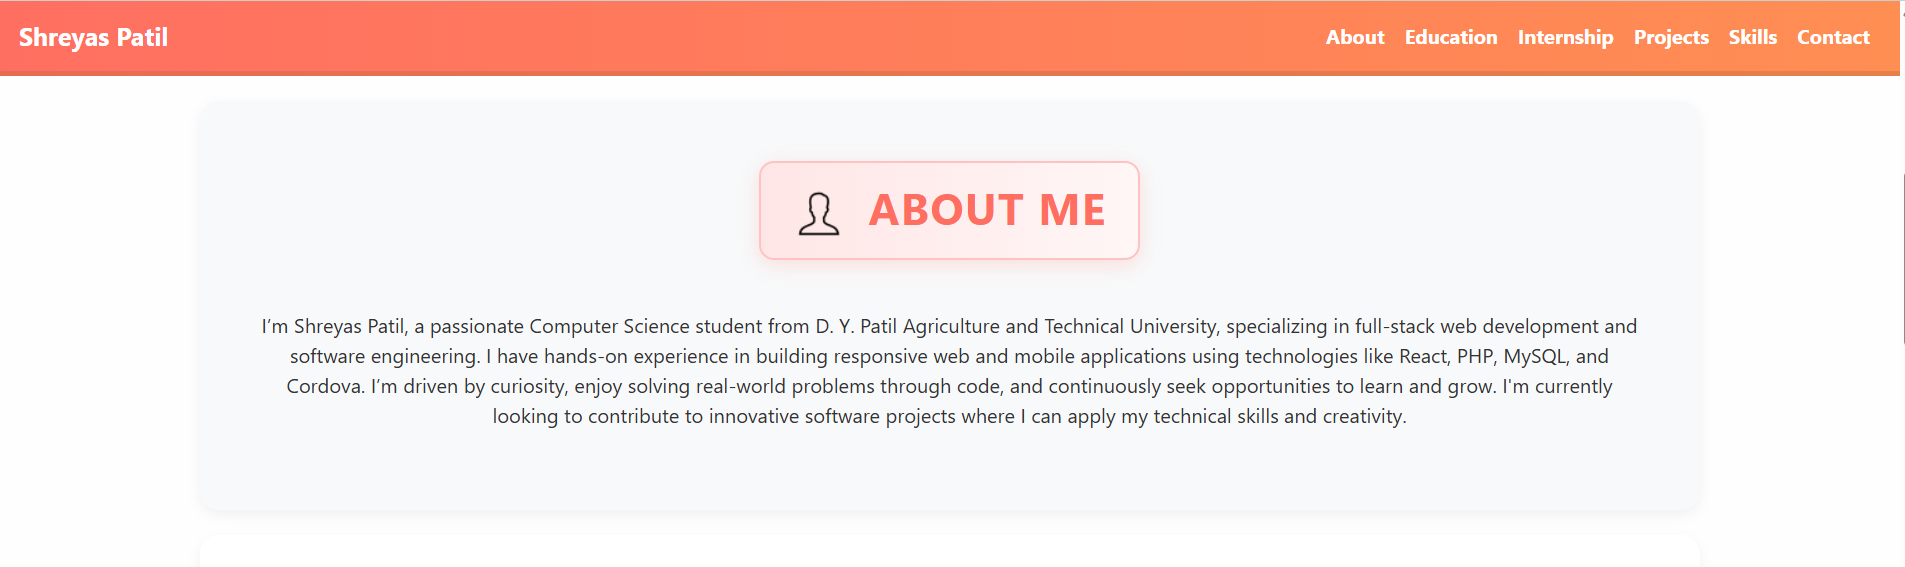 Shreyas Patil
About Education Internship Projects Skills Contact
ABOUT ME
I’m Shreyas Patil, a passionate Computer Science student from D. Y. Patil Agriculture and Technical University, specializing in full-stack web development and
software engineering. I have hands-on experience in building responsive web and mobile applications using technologies like React, PHP, MySQL, and
Cordova. I’m driven by curiosity, enjoy solving real-world problems through code, and continuously seek opportunities to learn and grow. I'm currently
looking to contribute to innovative software projects where I can apply my technical skills and creativity.